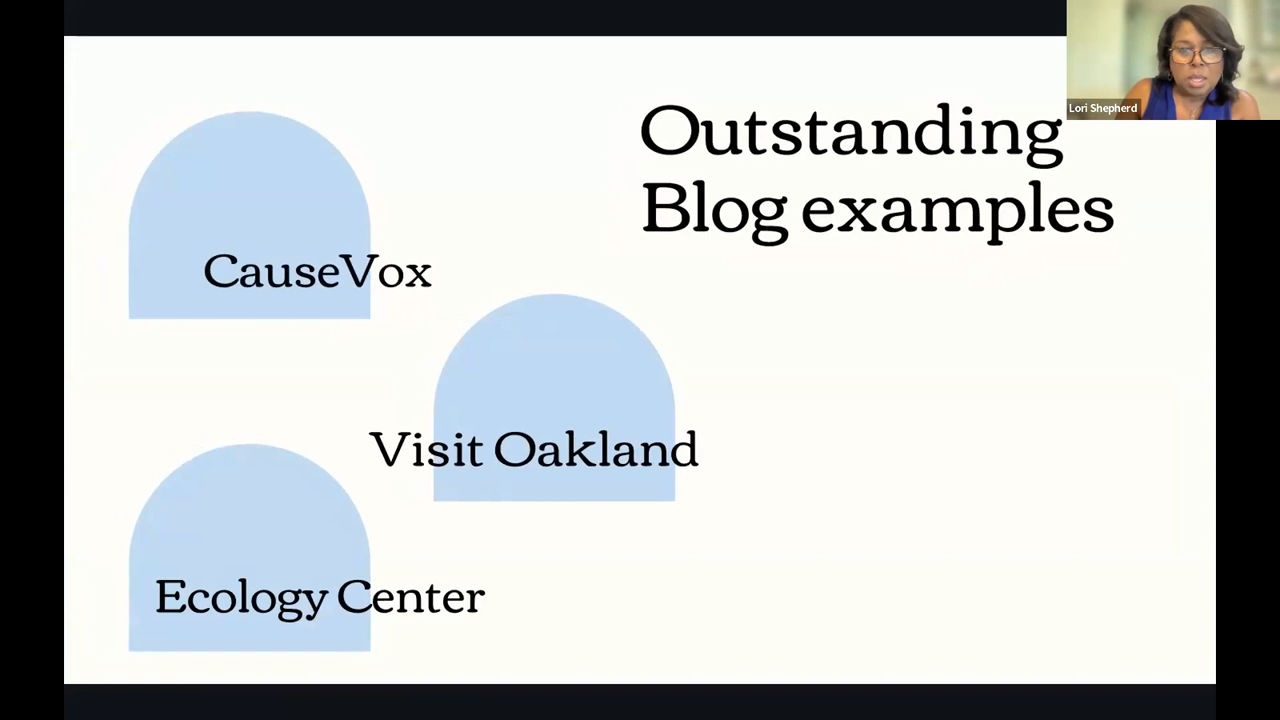 Outstanding
Blog examples
Lori Shepherd
CauseVox
Visit Oakland
Ecology Center